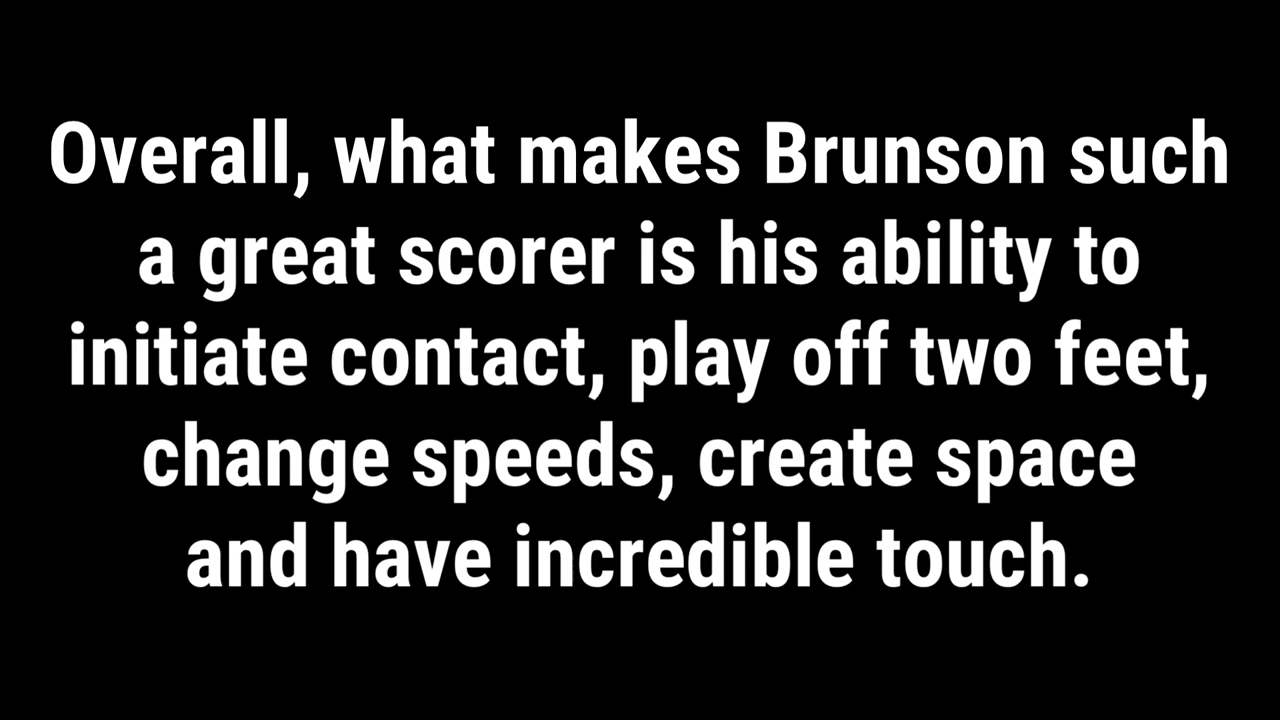 Overall, what makes Brunson such
a great scorer is his ability to
initiate contact, play off two feet,
change speeds, create space
and have incredible touch.